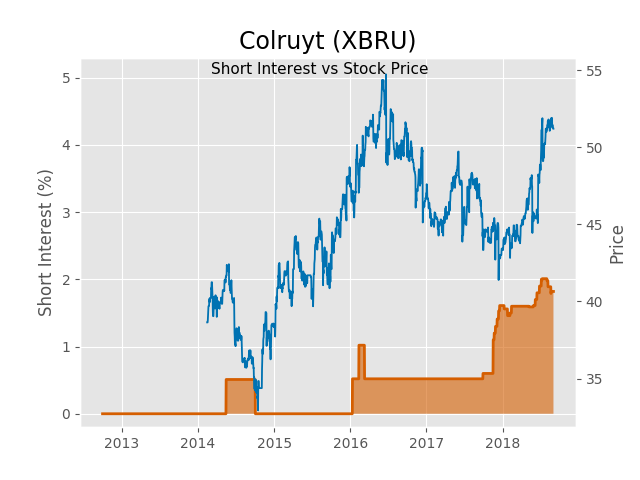 Colruyt (XBRU)
Short Interest vs Stock Price
Short Interest (%)
5
4
3
2
1
0
55
50
45
40
35
Price
2013 2014 2015 2016 2017 2018